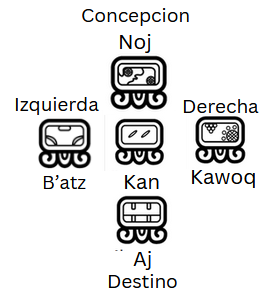 Concepcion
Noj
Izquierda
Derecha
B'atz
Kan
Kawoq
Aj
Destino